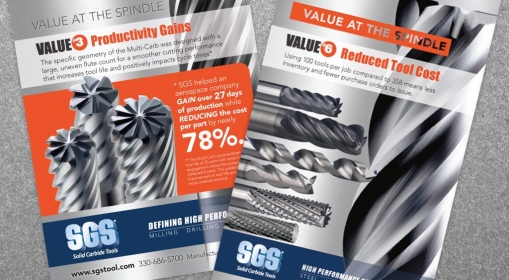 VALUE AT THE SPINDLE
VALUE 3 Productivity Gains
The specific geometry of the Multi-Carb was designed with a
large, uneven flute count for a smoother cutting performance
that increases tool life and positively impacts cycle times*
* SGS helped an
aerospace company
GAIN over 27 days
of production while
REDUCING the cost
per part by nearly
78%.
SGS
Solid Carbide Tools
DEFINING HIGH PERFO
MILLING DRILLING
www.sgstool.com 330-686-5700 Manufactu
VALUE AT THE SPINDLE
VALUE 6 Reduced Tool Cost
Using 100 tools per job compared to 358 means less
inventory and fewer purchase orders to issue.
SGS
Solid Carbide Tools
HIGH PERFORMANCE